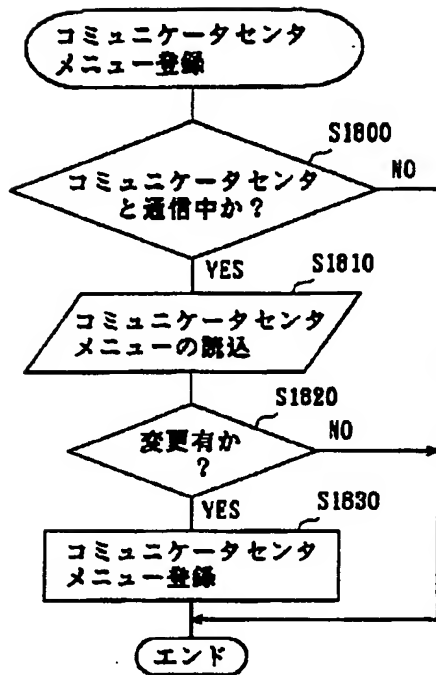 コミュニケータセンタ
メニュー登録
S1800
コミュニケータセンタ
と通信中か？
NO
YES
S1810
コミュニケータセンタ
メニューの読込
S1820
変更有か
？
NO
YES
S1830
コミュニケータセンタ
メニュー登録
エンド